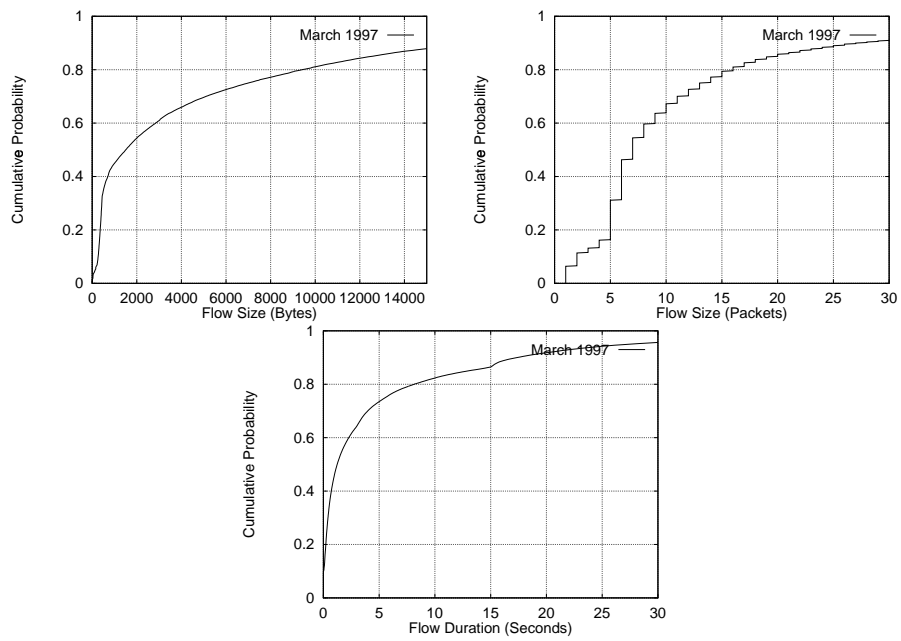 1
0.8
0.6
0.4
0.2
0
Cumulative Probability
March 1997
0 2000 4000 6000 8000 10000 12000 14000
Flow Size (Bytes)
1
0.8
0.6
0.4
0.2
0
Cumulative Probability
March 1997
0 5 10 15 20 25 30
Flow Size (Packets)
1
0.8
0.6
0.4
0.2
0
Cumulative Probability
March 1997
0 5 10 15 20 25 30
Flow Duration (Seconds)